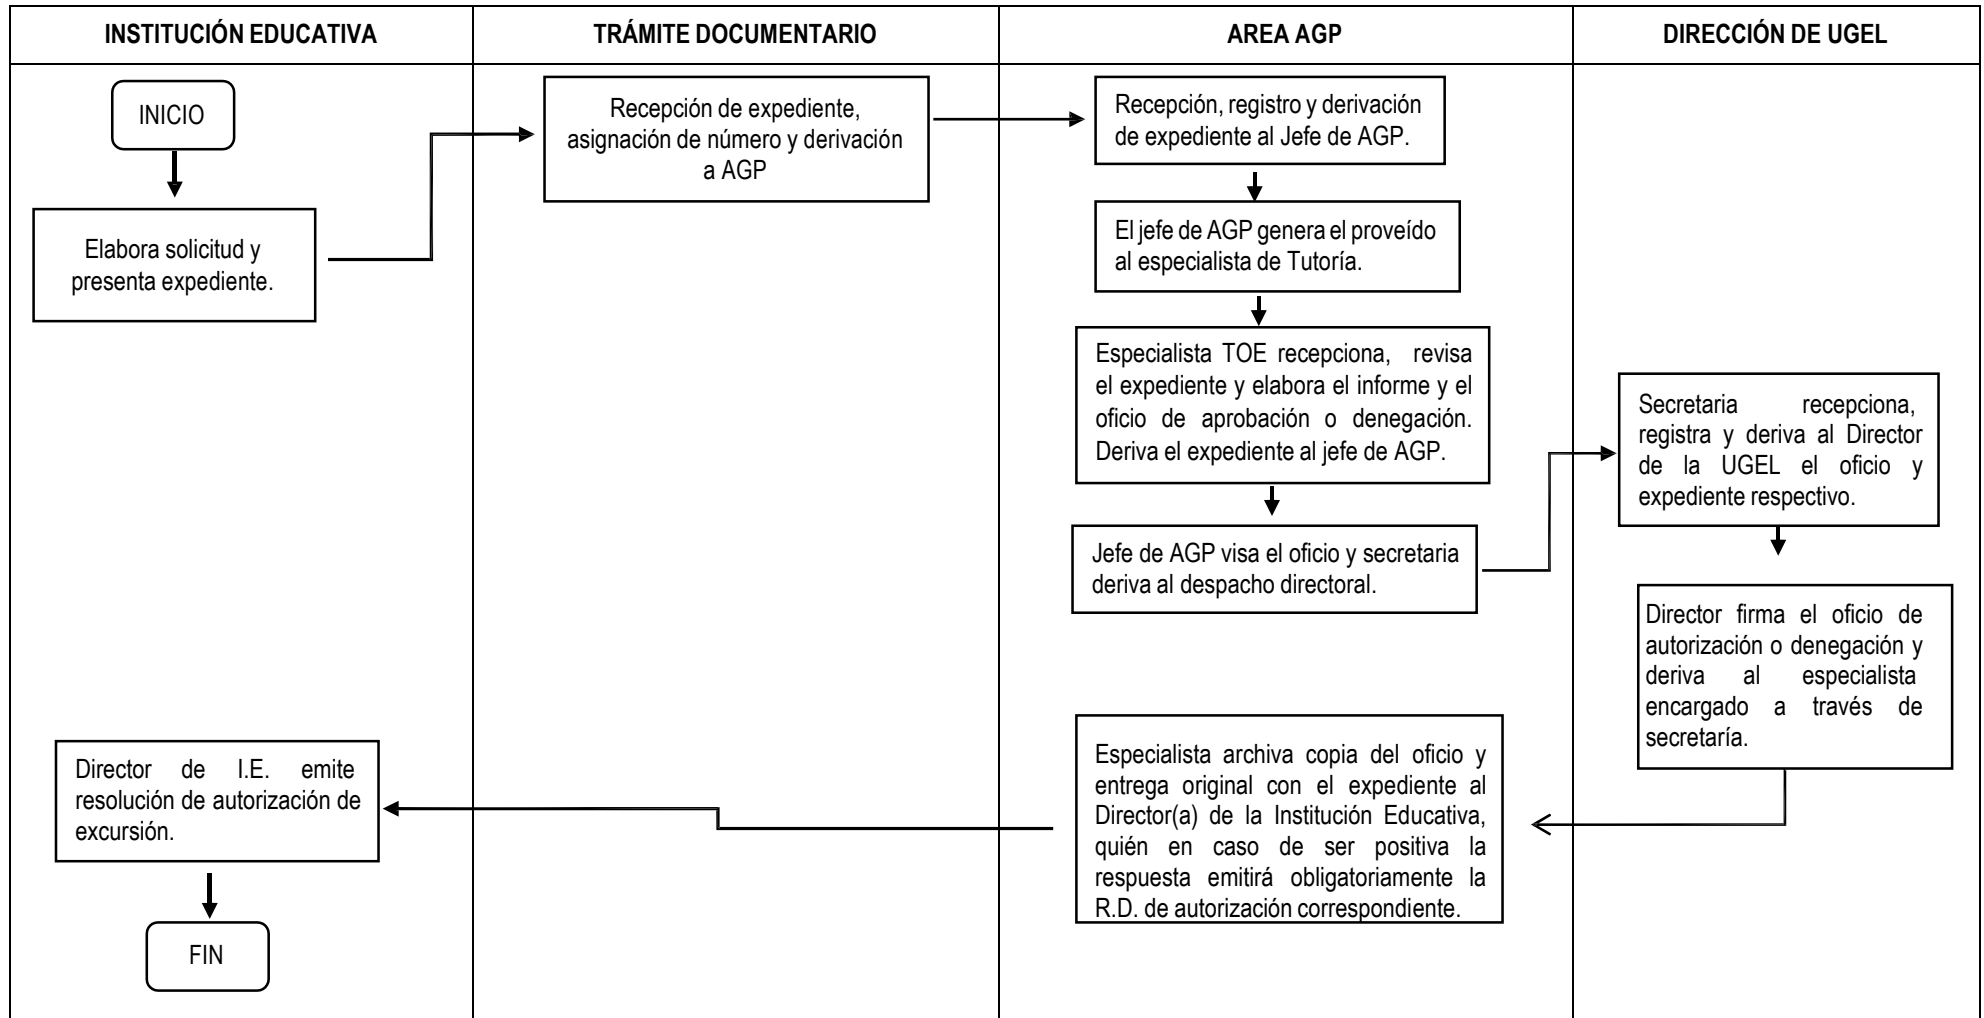 INSTITUCIÓN EDUCATIVA
TRÁMITE DOCUMENTARIO
AREA AGP
DIRECCIÓN DE UGEL
INICIO
Elabora solicitud y
presenta expediente.
Recepción de expediente,
asignación de número y derivación
a AGP
Recepción, registro y derivación
de expediente al Jefe de AGP.
El jefe de AGP genera el proveído
al especialista de Tutoría.
Especialista TOE recepciona, revisa
el expediente y elabora el informe y el
oficio de aprobación o denegación.
Deriva el expediente al jefe de AGP.
Jefe de AGP visa el oficio y secretaria
deriva al despacho directoral.
Secretaria recepciona,
registra y deriva al Director
de la UGEL el oficio y
expediente respectivo.
Director firma el oficio de
autorización o denegación y
deriva al especialista
encargado a través de
secretaría.
Especialista archiva copia del oficio y
entrega original con el expediente al
Director(a) de la Institución Educativa,
quién en caso de ser positiva la
respuesta emitirá obligatoriamente la
R.D. de autorización correspondiente.
Director de I.E. emite
resolución de autorización de
excursión.
FIN